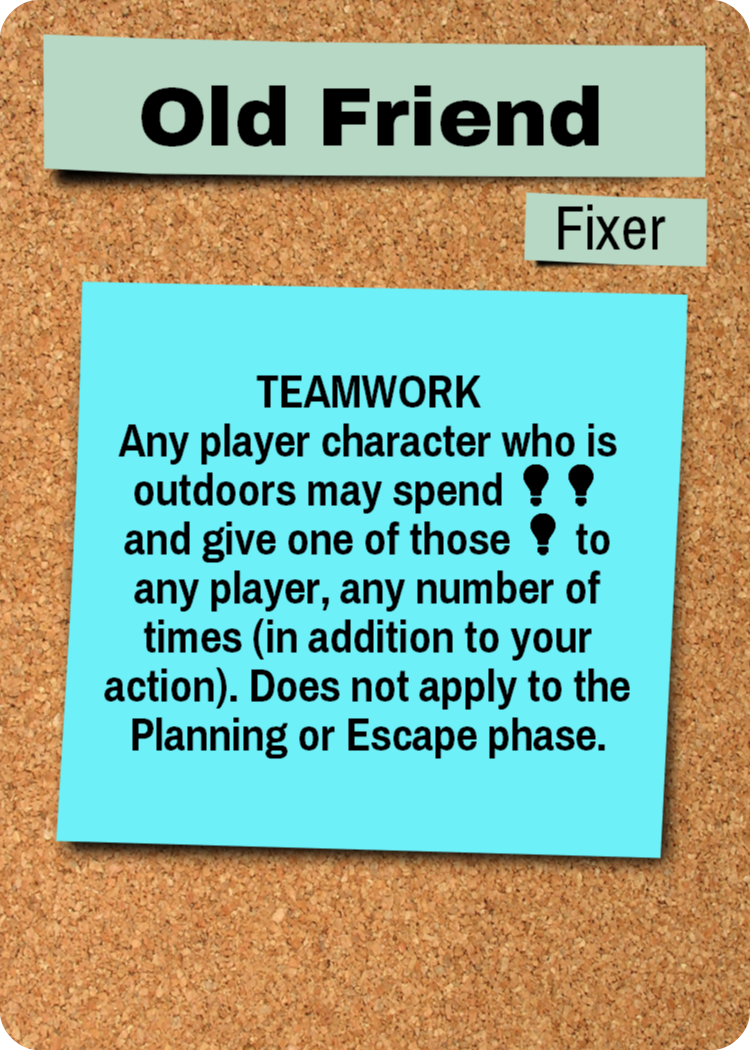 Old Friend
Fixer
TEAMWORK
Any player character who is
outdoors may spend
and give one of those to
any player, any number of
times (in addition to your
action). Does not apply to the
Planning or Escape phase.